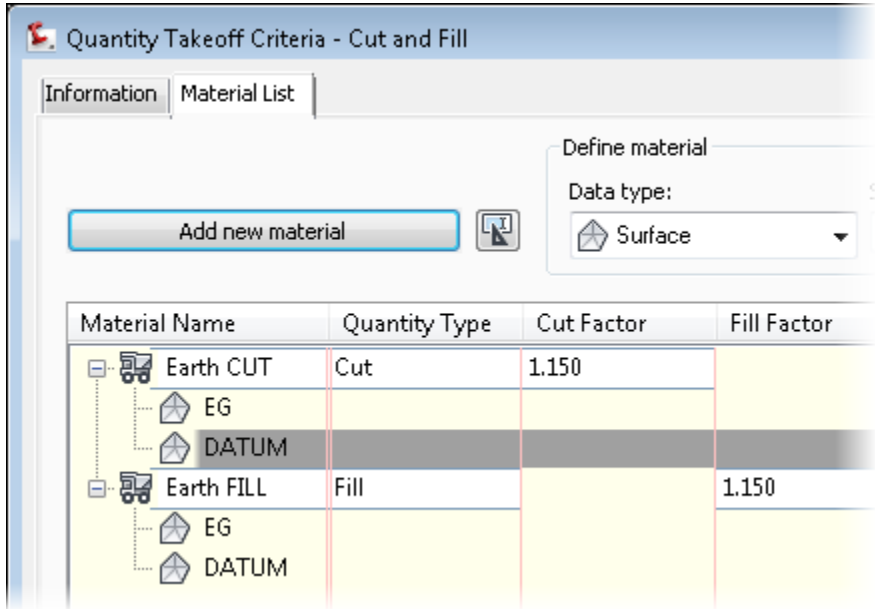 Quantity Takeoff Criteria - Cut and Fill
Information Material List
Define material
Data type:
Add new material
Surface
Material Name Quantity Type Cut Factor Fill Factor
Earth CUT Cut 1.150
EG
DATUM
Earth FILL Fill 1.150
EG
DATUM